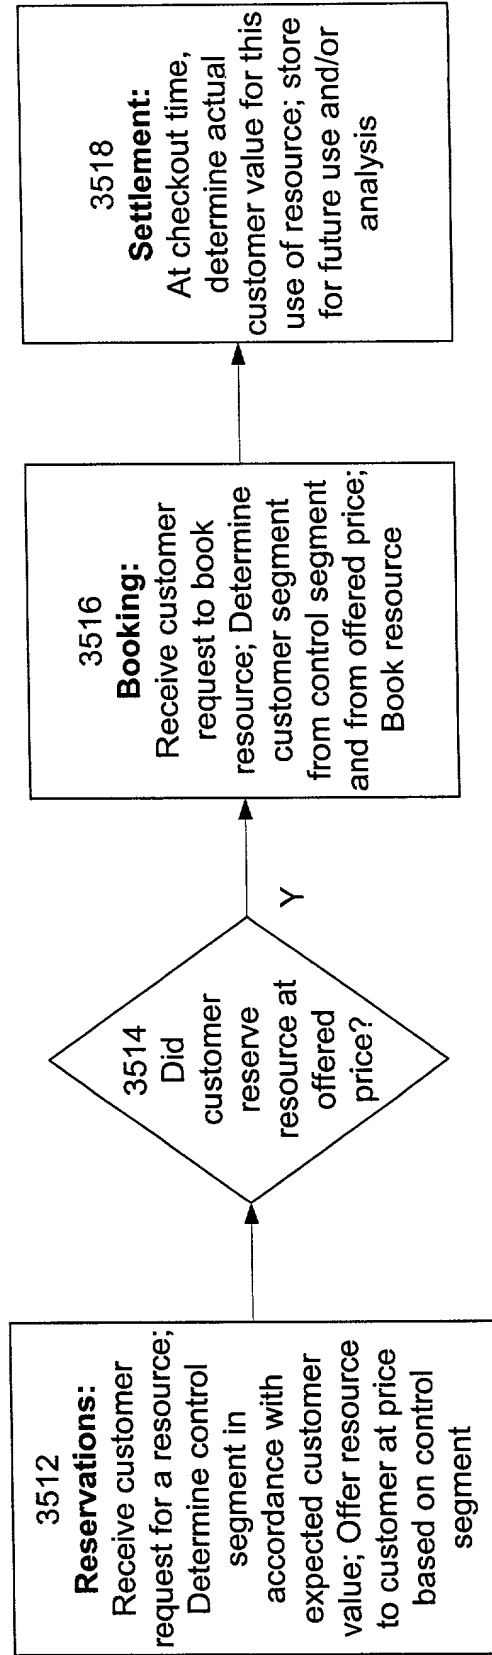 3512
Reservations:
Receive customer
request for a resource;
Determine control
segment in
accordance with
expected customer
value; Offer resource
to customer at price
based on control
segment
3514
Did
customer
reserve
resource at
offered
price?
Y
3516
Booking:
Receive customer
request to book
resource; Determine
customer segment
from control segment
and from offered price;
Book resource
3518
Settlement:
At checkout time,
determine actual
customer value for this
use of resource; store
for future use and/or
analysis